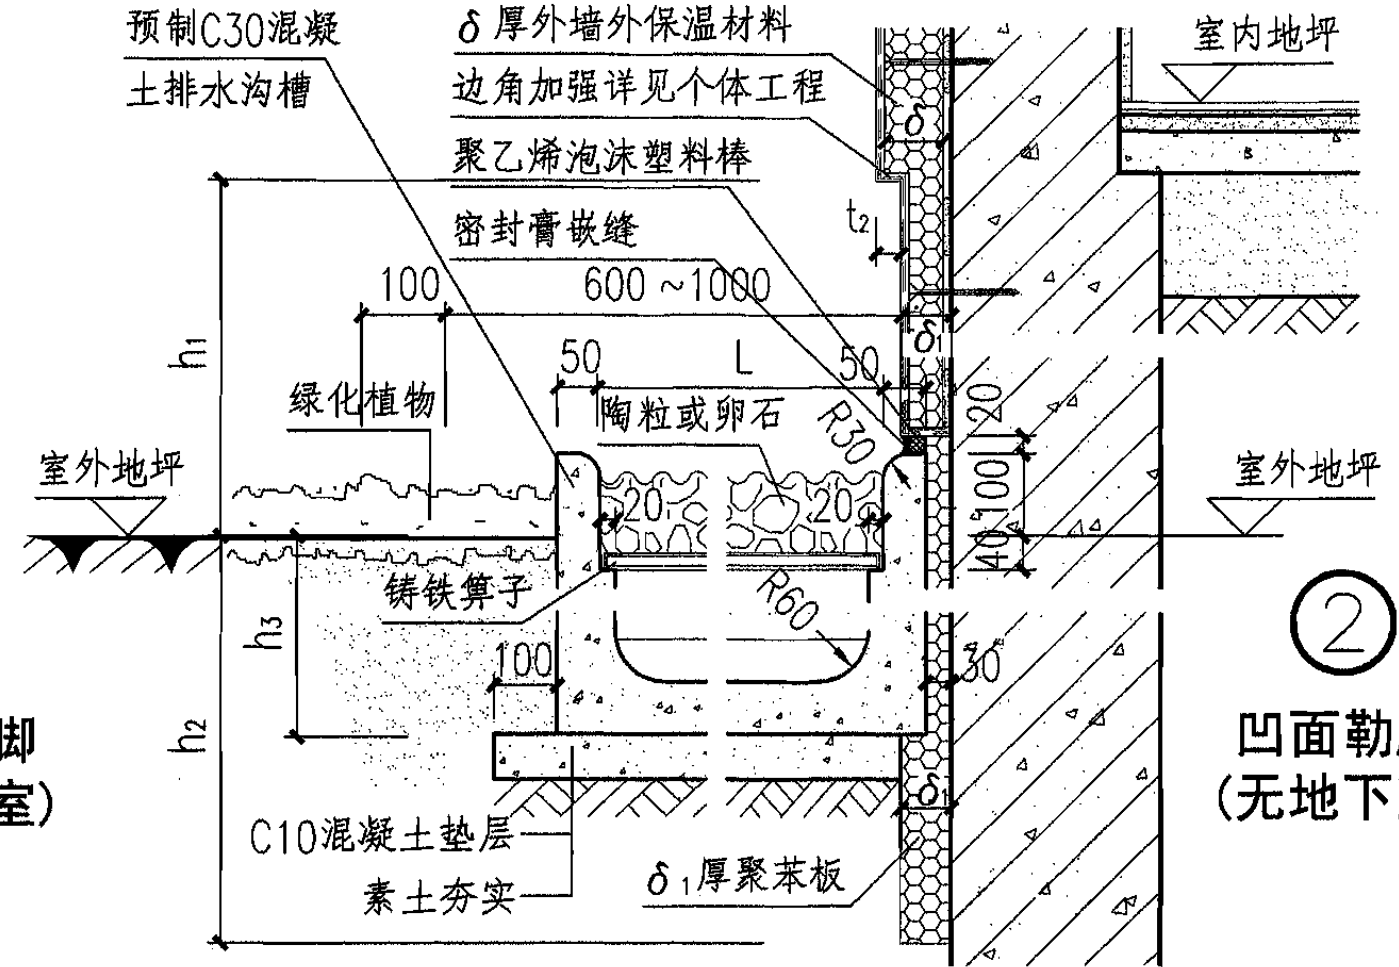 预制C30混凝
土排水沟槽
δ厚外墙外保温材料
边角加强详见个体工程
聚乙烯泡沫塑料棒
密封膏嵌缝
室内地坪
δ
t2
100
600~1000
δ1
h1
50
L
50
20
绿化植物
陶粒或卵石
R30
室外地坪
室外地坪
20
20
100
40
铸铁箅子
R60
h3
100
30
2
h2
脚
室)
凹面勒
(无地下
δ1
C10混凝土垫层
δ1厚聚苯板
素土夯实